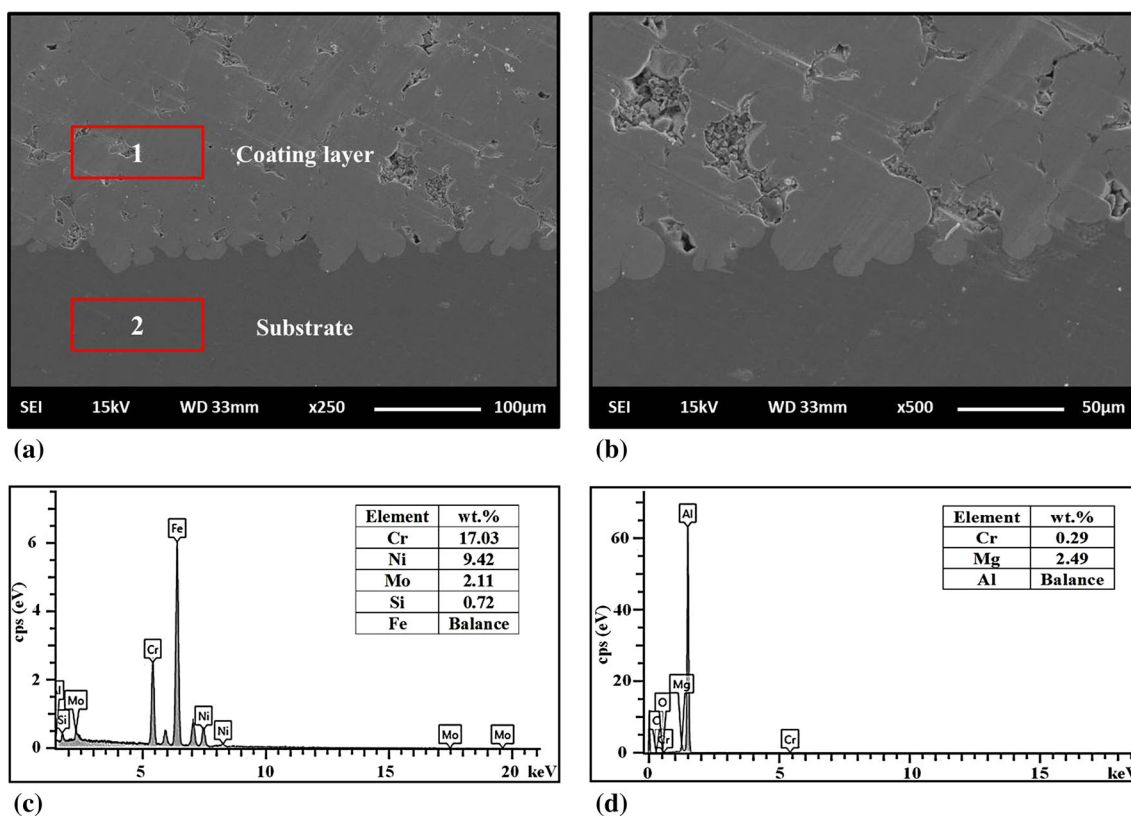 1 Coating layer
2 Substrate
SEI 15kV WD 33mm x250 100μm
(a)
SEI 15kV WD 33mm x500 50μm
(b)
Element wt.%
Cr 17.03
Ni 9.42
Mo 2.11
Si 0.72
Fe Balance
Fe
Cr
Mo
Si
Ni
Ni
Mo
Mo
cps (eV)
6
4
2
0
5 10 15 20 keV
(c)
Element wt.%
Cr 0.29
Mg 2.49
Al Balance
Al
Mg
O
C
Cr
cps (eV)
60
40
20
0
0 5 10 15 keV
(d)